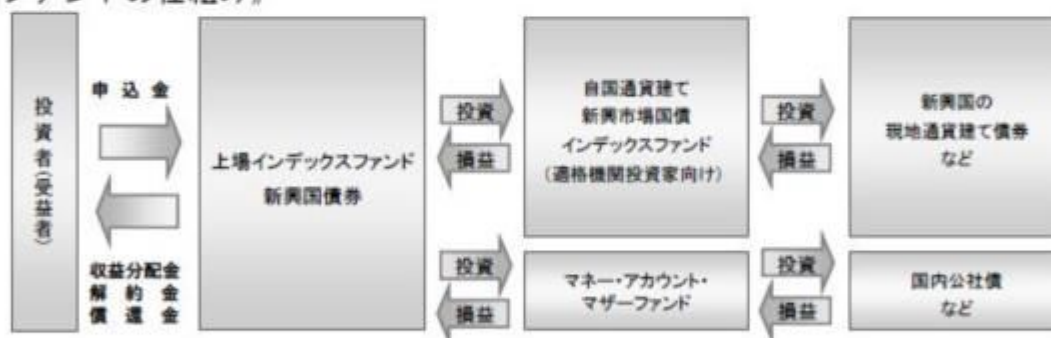 投資者(受益者)
申込金
収益分配金
解約金
償還金
上場インデックスファンド
新興国債券
投資
損益
自国通貨建て
新興市場国債
インデックスファンド
(適格機関投資家向け)
投資
損益
新興国の
現地通貨建て債券
など
投資
損益
マネー・アカウント・
マザーファンド
投資
損益
国内公社債
など